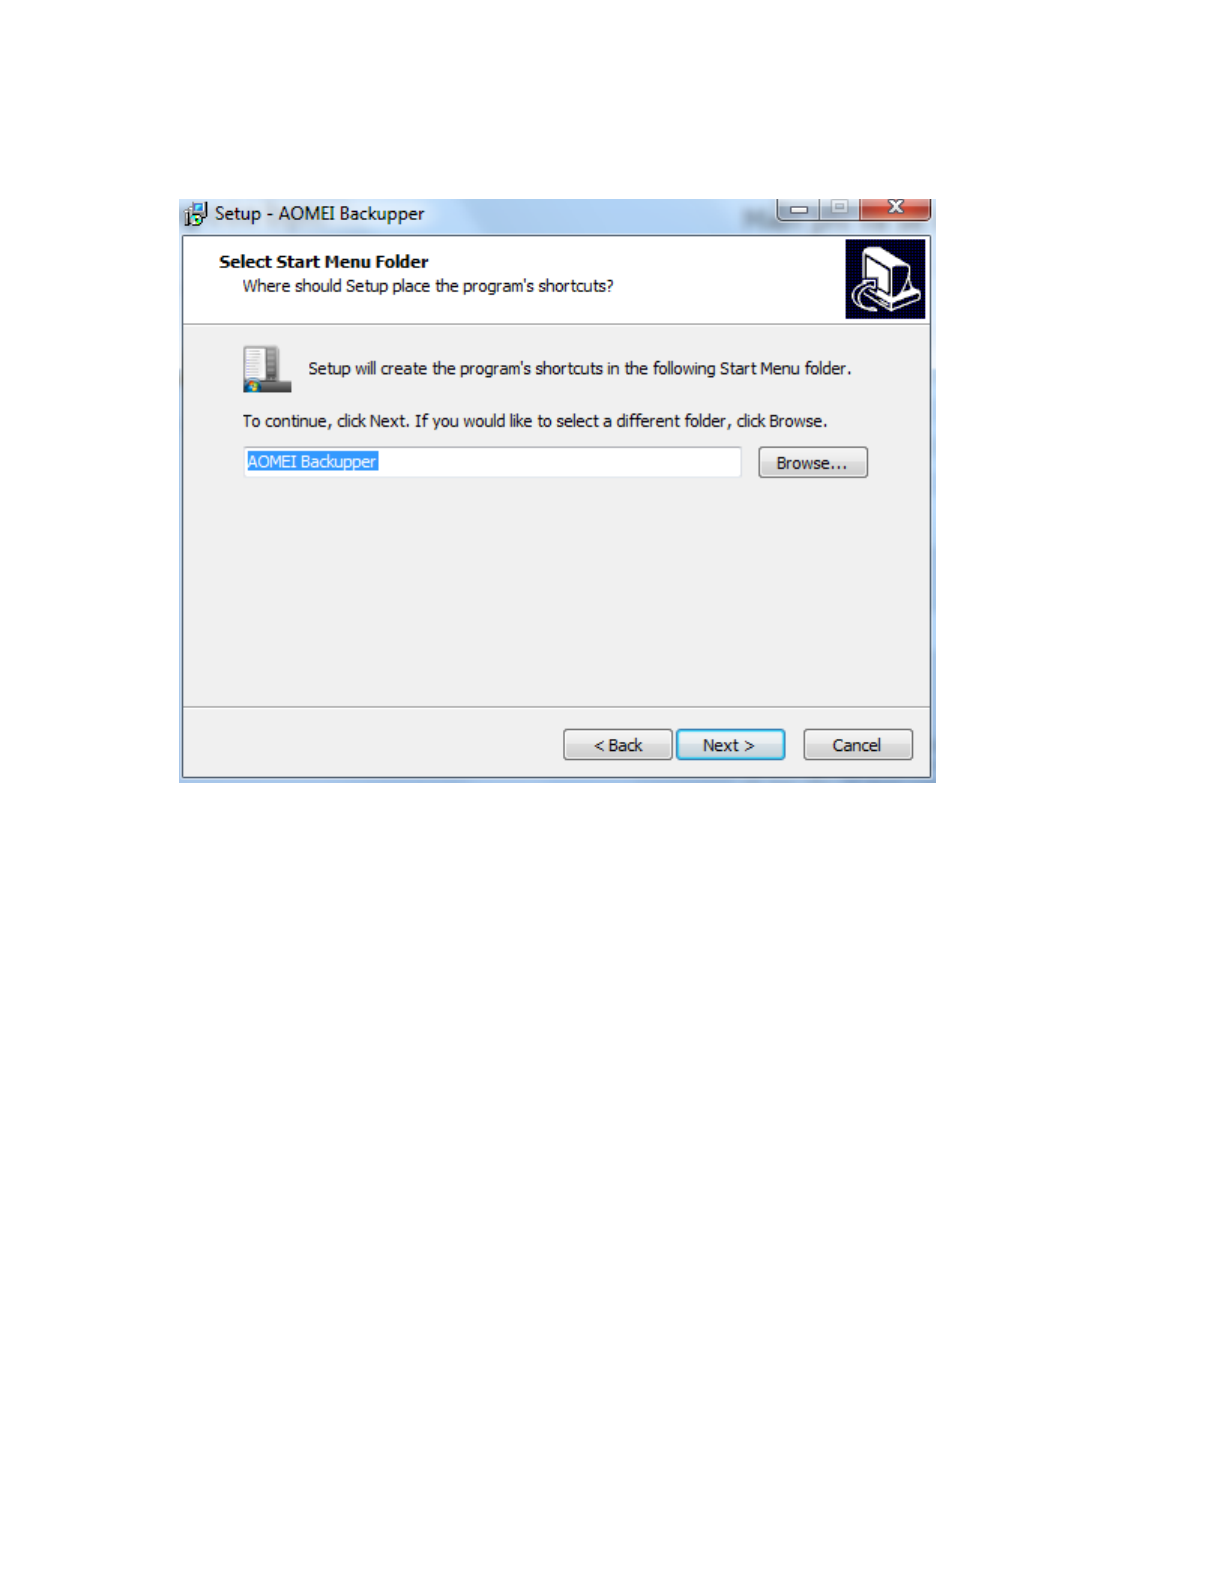 Setup - AOMEI Backupper
Select Start Menu Folder
Where should Setup place the program's shortcuts?
Setup will create the program's shortcuts in the following Start Menu folder.
To continue, click Next. If you would like to select a different folder, click Browse.
AOMEI Backupper
Browse...
< Back
Next >
Cancel